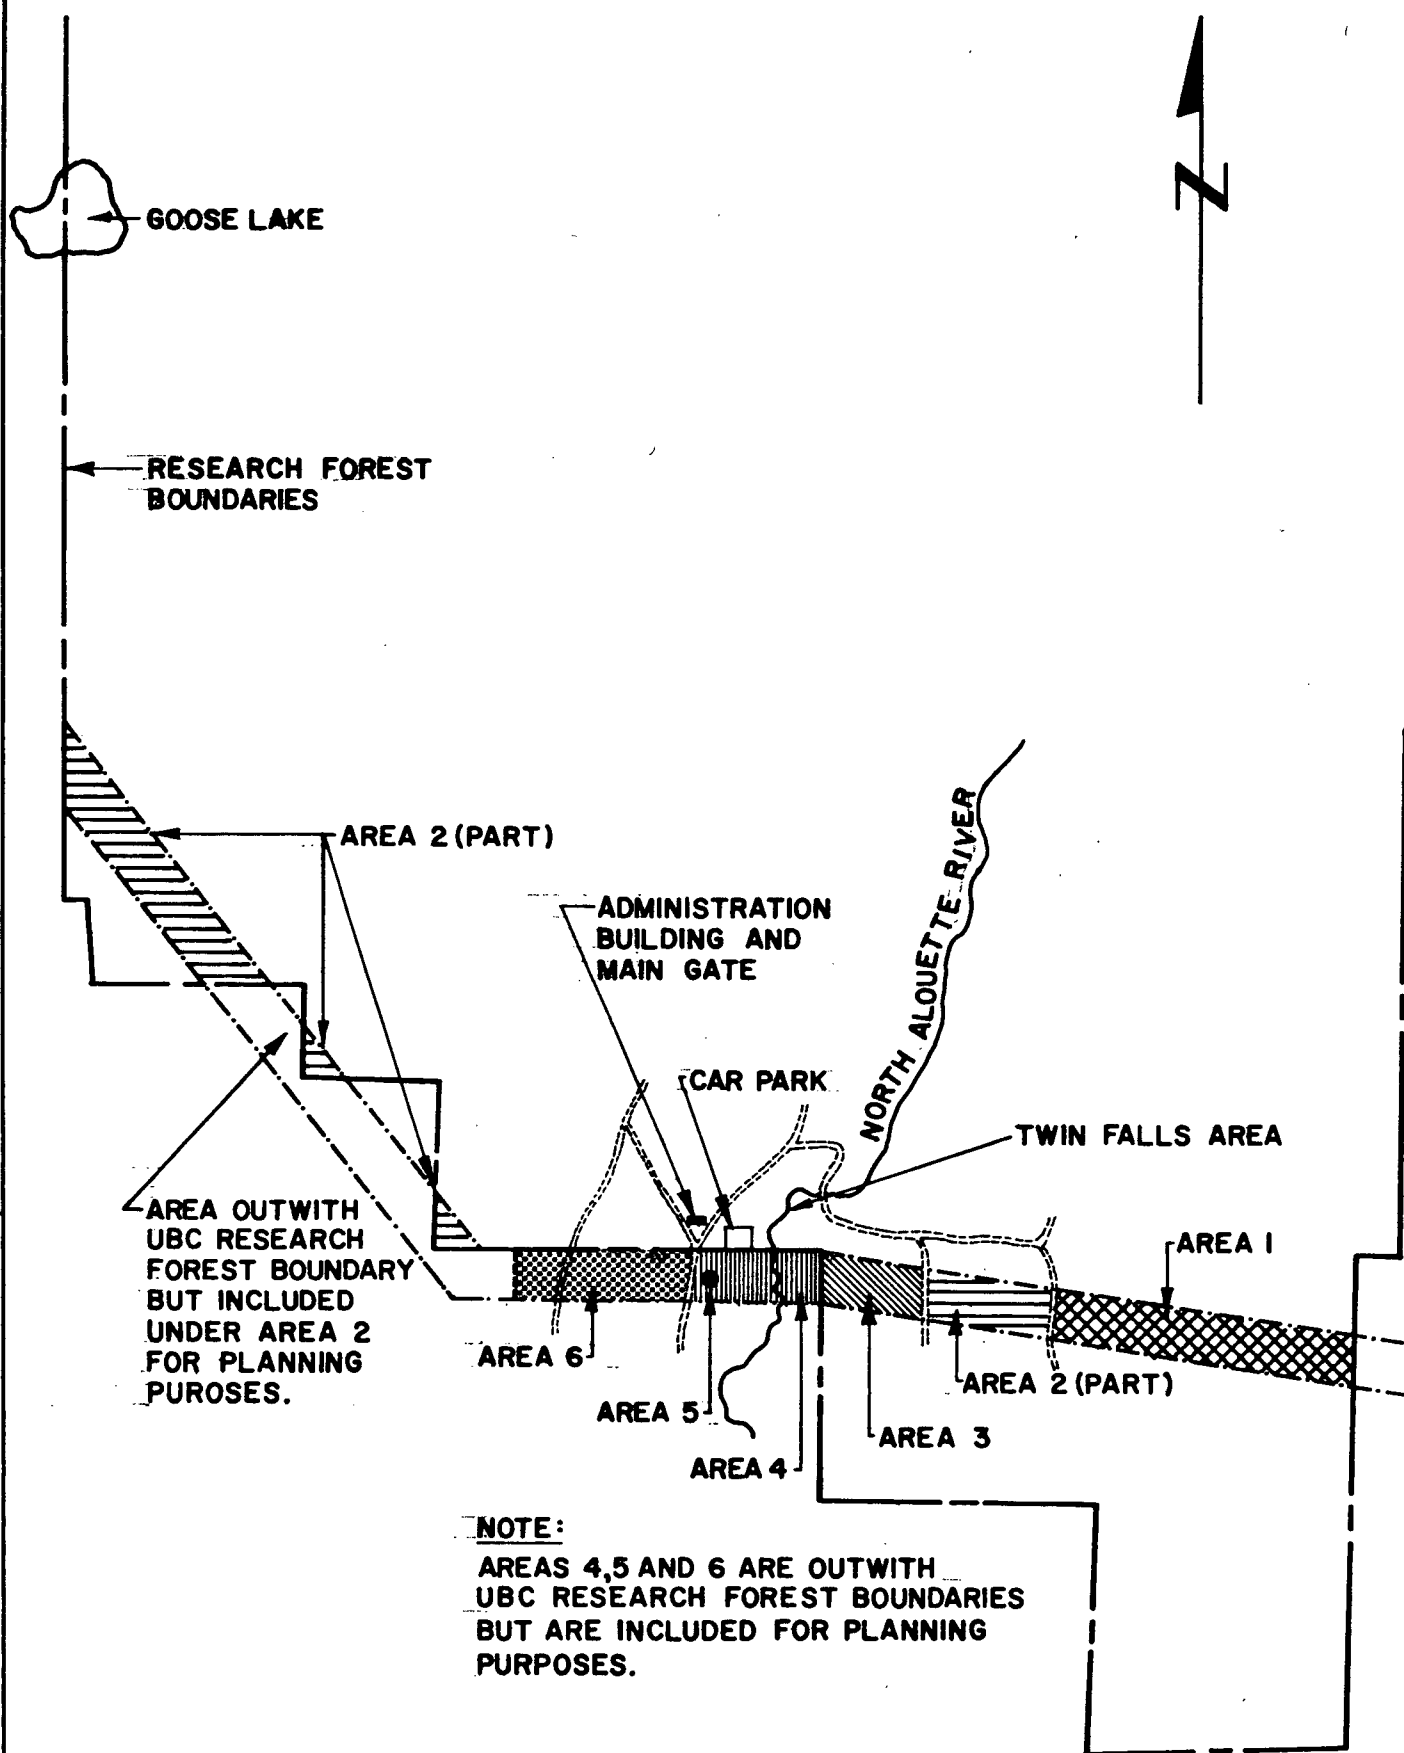 N
GOOSE LAKE
RESEARCH FOREST
BOUNDARIES
AREA 2 (PART)
ADMINISTRATION
BUILDING AND
MAIN GATE
NORTH ALOUETTE RIVER
CAR PARK
TWIN FALLS AREA
AREA OUTWITH
UBC RESEARCH
FOREST BOUNDARY
BUT INCLUDED
UNDER AREA 2
FOR PLANNING
PUROSES.
AREA 1
AREA 6
AREA 2 (PART)
AREA 5
AREA 3
AREA 4
NOTE:
AREAS 4,5 AND 6 ARE OUTWITH
UBC RESEARCH FOREST BOUNDARIES
BUT ARE INCLUDED FOR PLANNING
PURPOSES.